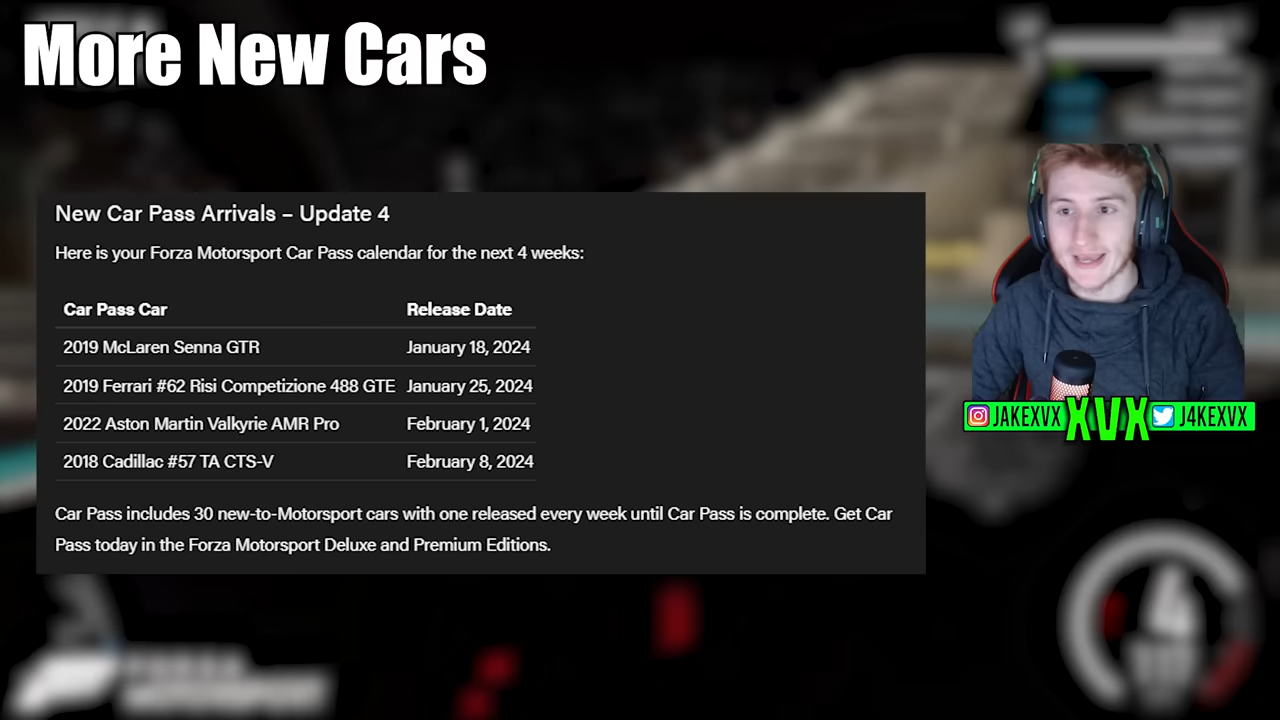 More New Cars
New Car Pass Arrivals – Update 4
Here is your Forza Motorsport Car Pass calendar for the next 4 weeks:
Car Pass Car Release Date
2019 McLaren Senna GTR January 18, 2024
2019 Ferrari #62 Risi Competizione 488 GTE January 25, 2024
2022 Aston Martin Valkyrie AMR Pro February 1, 2024
2018 Cadillac #57 TA CTS-V February 8, 2024
Car Pass includes 30 new-to-Motorsport cars with one released every week until Car Pass is complete. Get Car
Pass today in the Forza Motorsport Deluxe and Premium Editions.
JAKEXVX XVX J4KEXVX